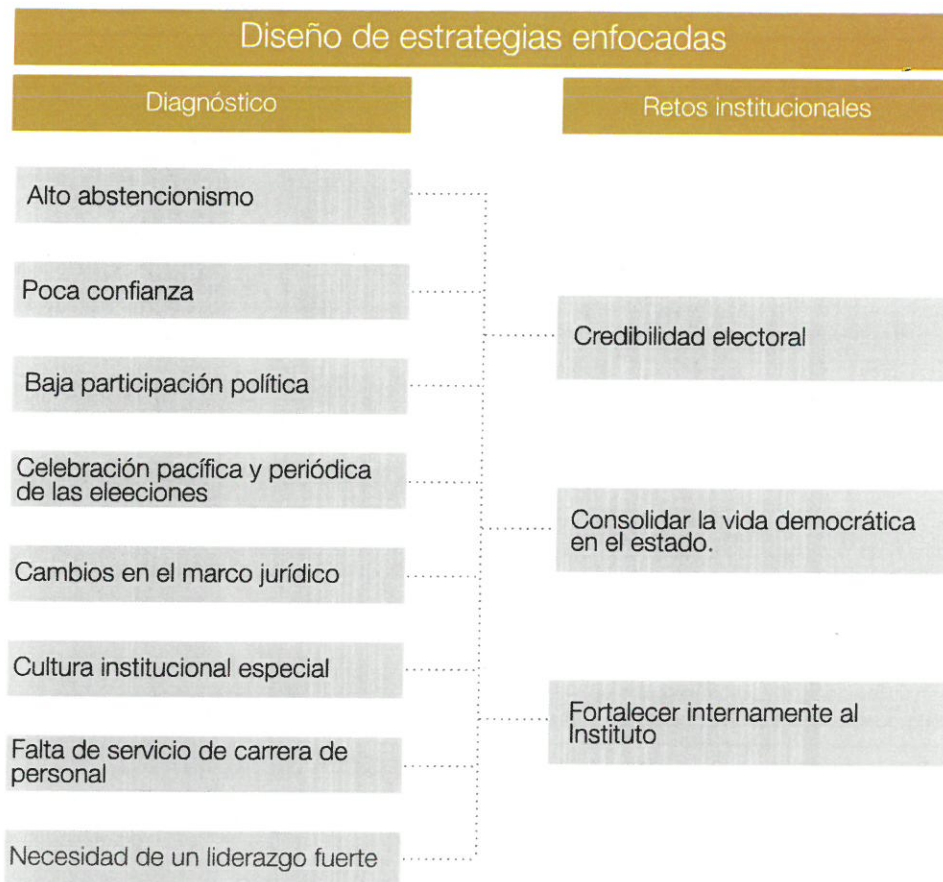 Diseño de estrategias enfocadas
Diagnóstico
Retos institucionales
Alto abstencionismo
Poca confianza
Baja participación política
Celebración pacífica y periódica
de las eleeciones
Cambios en el marco jurídico
Cultura institucional especial
Falta de servicio de carrera de
personal
Necesidad de un liderazgo fuerte
Credibilidad electoral
Consolidar la vida democrática
en el estado.
Fortalecer internamente al
Instituto